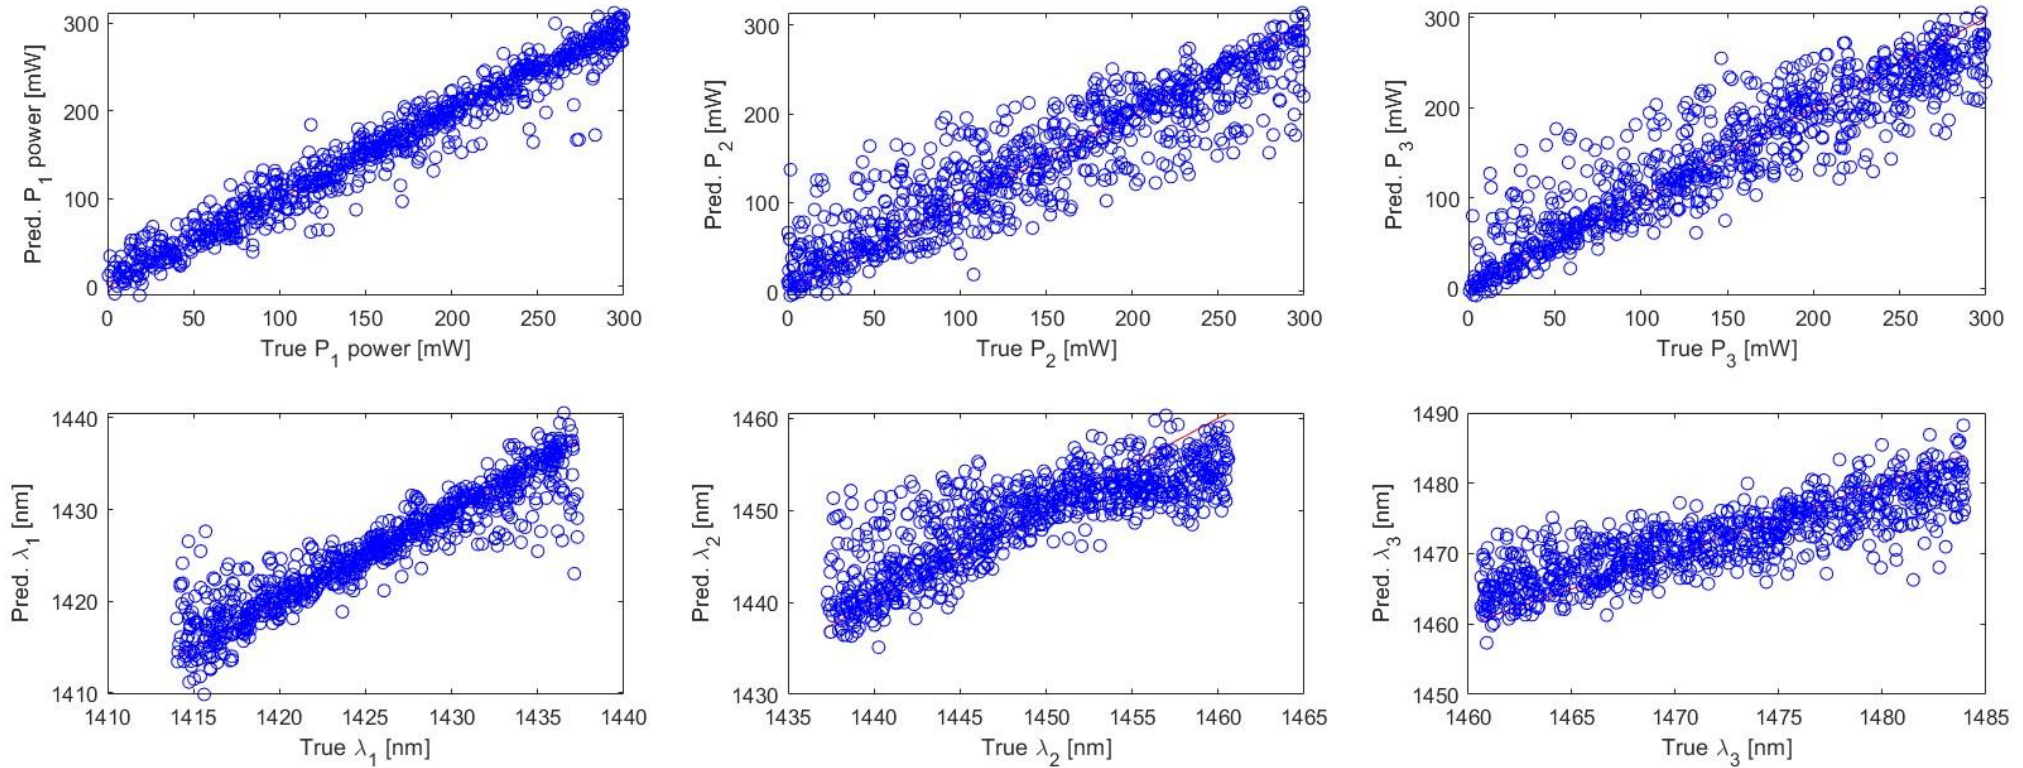 300
200
100
0
Pred. P₁ power [mW]
0 50 100 150 200 250 300
True P₁ power [mW]
300
200
100
0
Pred. P₂ [mW]
0 50 100 150 200 250 300
True P₂ [mW]
300
200
100
0
Pred. P₃ [mW]
0 50 100 150 200 250 300
True P₃ [mW]
1440
1430
1420
1410
Pred. λ₁ [nm]
1410 1415 1420 1425 1430 1435 1440
True λ₁ [nm]
1460
1450
1440
1430
Pred. λ₂ [nm]
1435 1440 1445 1450 1455 1460 1465
True λ₂ [nm]
1490
1480
1470
1460
1450
Pred. λ₃ [nm]
1460 1465 1470 1475 1480 1485
True λ₃ [nm]